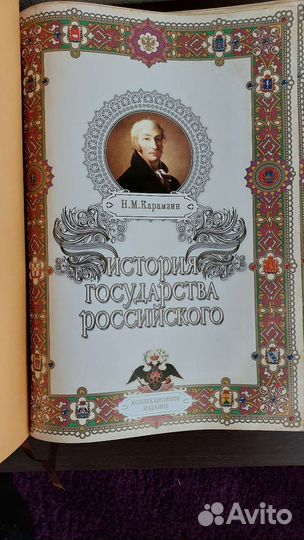 Н.М.Карамзин
ИСТОРИЯ
ГОСУДАРСТВА
РОССИЙСКОГО
КОЛЛЕКЦИОННОЕ
ИЗДАНИЕ
Avito